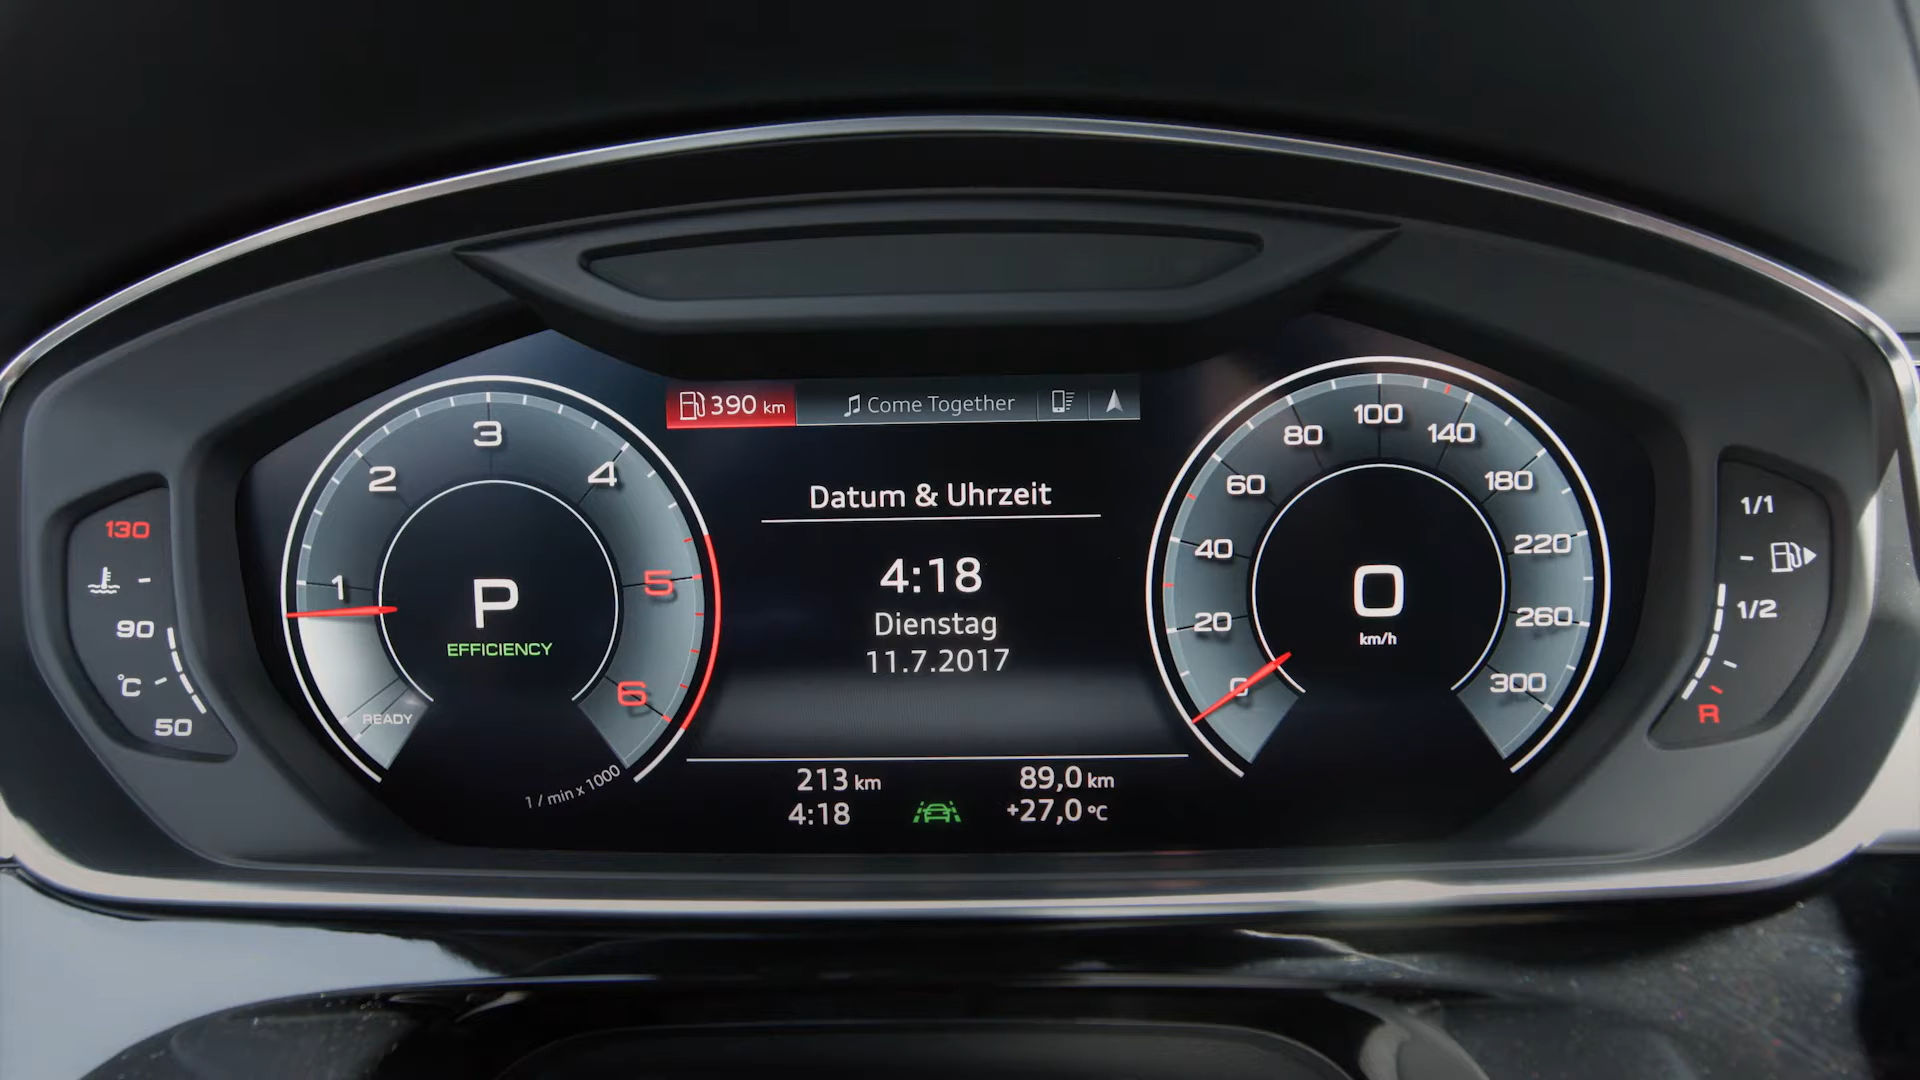 390 km
Come Together
130
90
°C
50
1
2
3
4
5
6
P
EFFICIENCY
READY
1 / min x 1000
Datum & Uhrzeit
4:18
Dienstag
11.7.2017
213 km
89,0 km
4:18
+27,0 °C
0
20
40
60
80
100
140
180
220
260
300
0
km/h
1/1
1/2
R